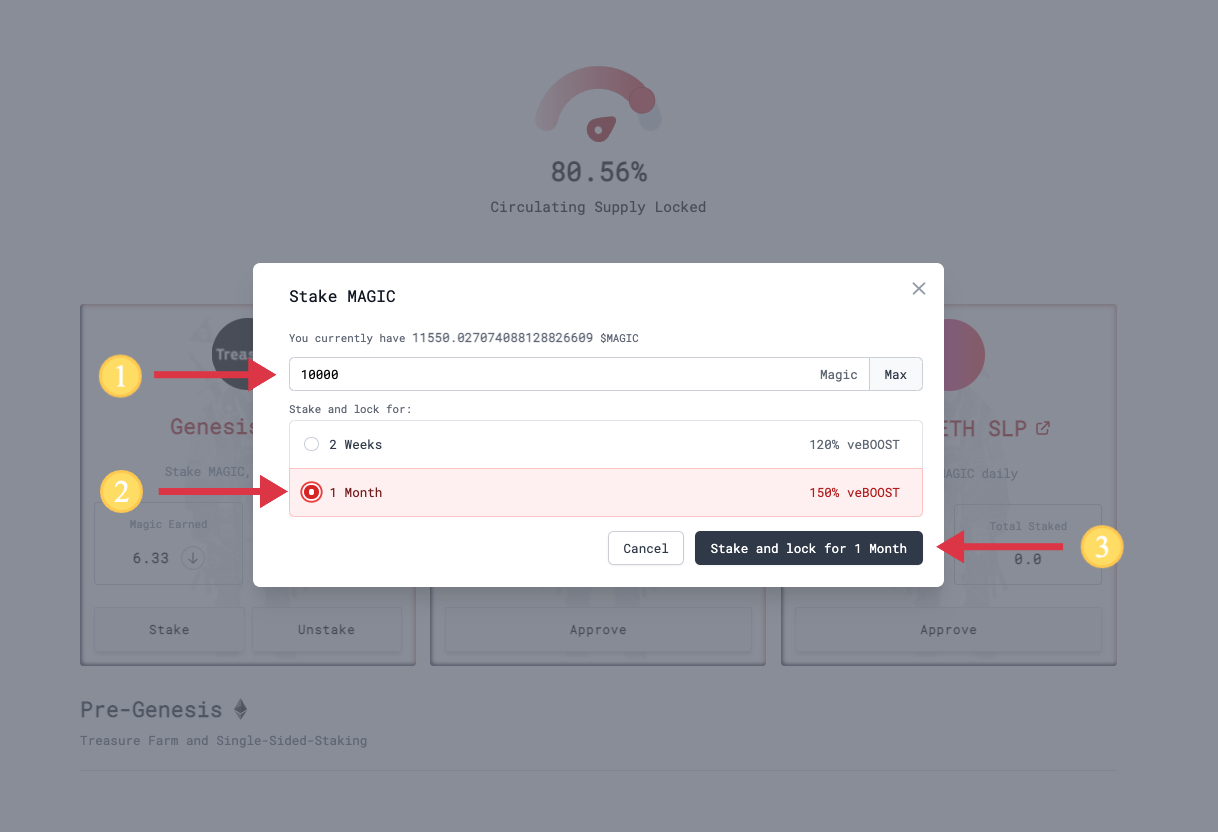 80.56%
Circulating Supply Locked
Stake MAGIC
You currently have 11550.027074088128826609 $MAGIC
1
10000 Magic Max
Stake and lock for:
2 Weeks 120% veBOOST
2
1 Month 150% veBOOST
Cancel Stake and lock for 1 Month
3
Treas
Genesis
Stake MAGIC,
Magic Earned
6.33
Stake Unstake
Approve
ETH SLP
MAGIC daily
Total Staked
0.0
Approve
Pre-Genesis
Treasure Farm and Single-Sided-Staking